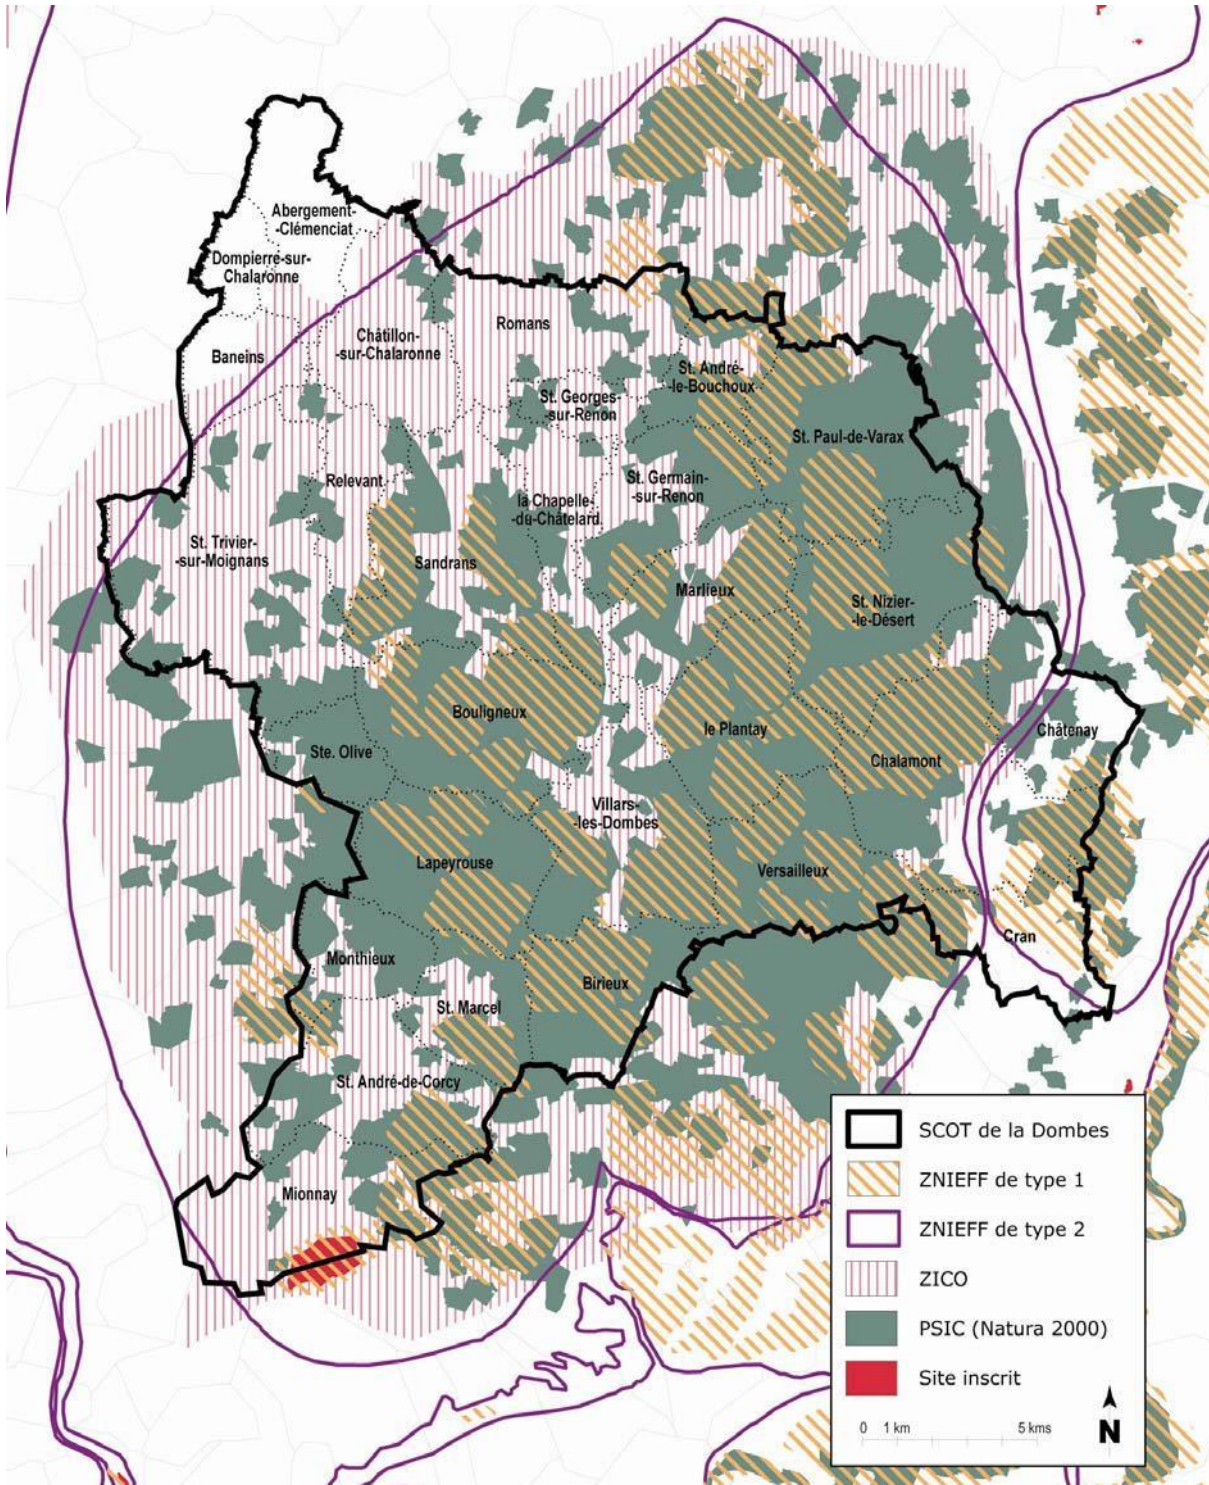 Abergement-
-Clémenciat
Dompierre-sur-
Chalaronne
Romans
Châtillon-
-sur-Chalaronne
Baneins
St. André-
-le-Bouchoux
St. Georges-
-sur-Renon
St. Paul-de-Varax
Relevant
St. Germain-
-sur-Renon
la Chapelle-
-du-Châtelard
St. Trivier-
-sur-Moignans
Sandrans
Marlieux
St. Nizier-
-le-Désert
Bouligneux
le Plantay
Châtenay
Ste. Olive
Chalamont
Villars-
-les-Dombes
Lapeyrouse
Versailleux
Cran
Monthieux
Birieux
St. Marcel
St. André-de-Corcy
Mionnay
SCOT de la Dombes
ZNIEFF de type 1
ZNIEFF de type 2
ZICO
PSIC (Natura 2000)
Site inscrit
0 1 km 5 kms
N